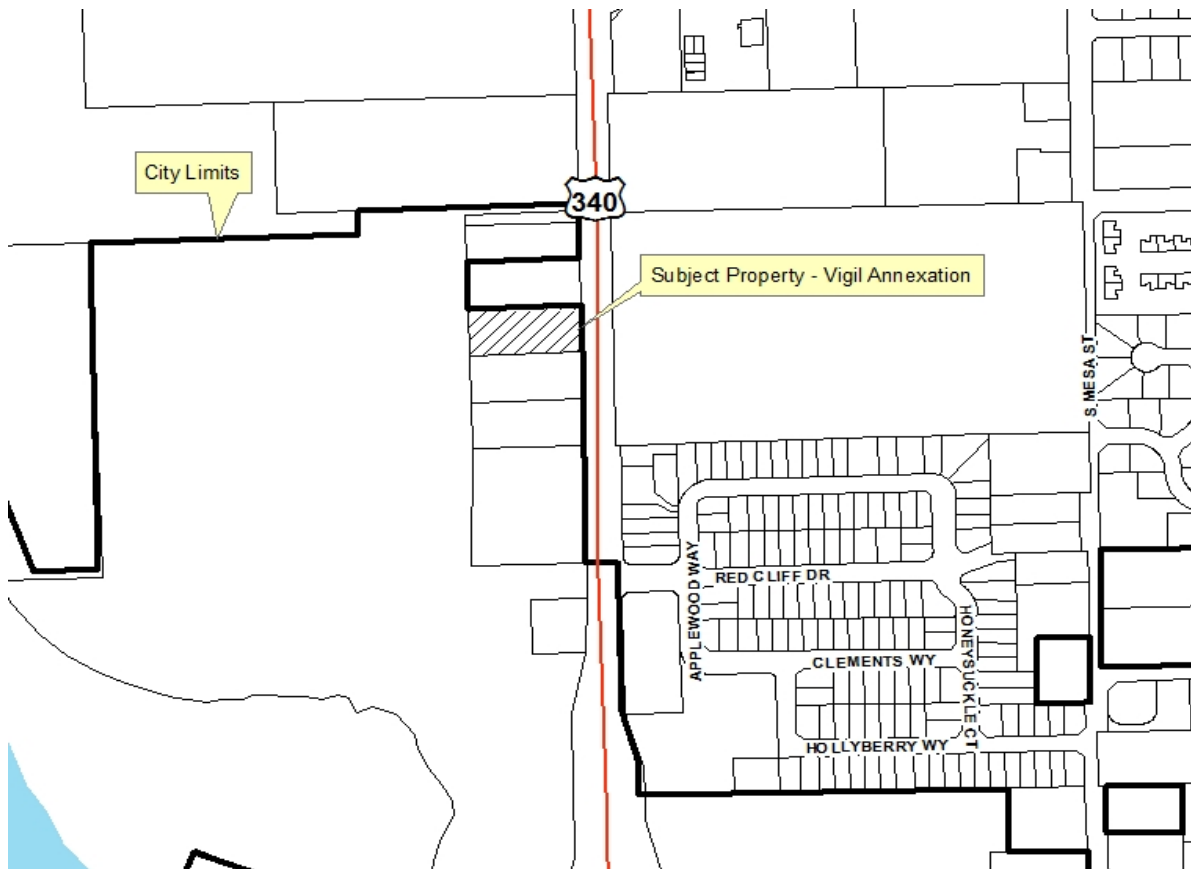 City Limits
340
Subject Property - Vigil Annexation
S MESA ST
APPLEWOOD WAY
RED CLIFF DR
HONEYSUCKLE CT
CLEMENTS WY
HOLLYBERRY WY